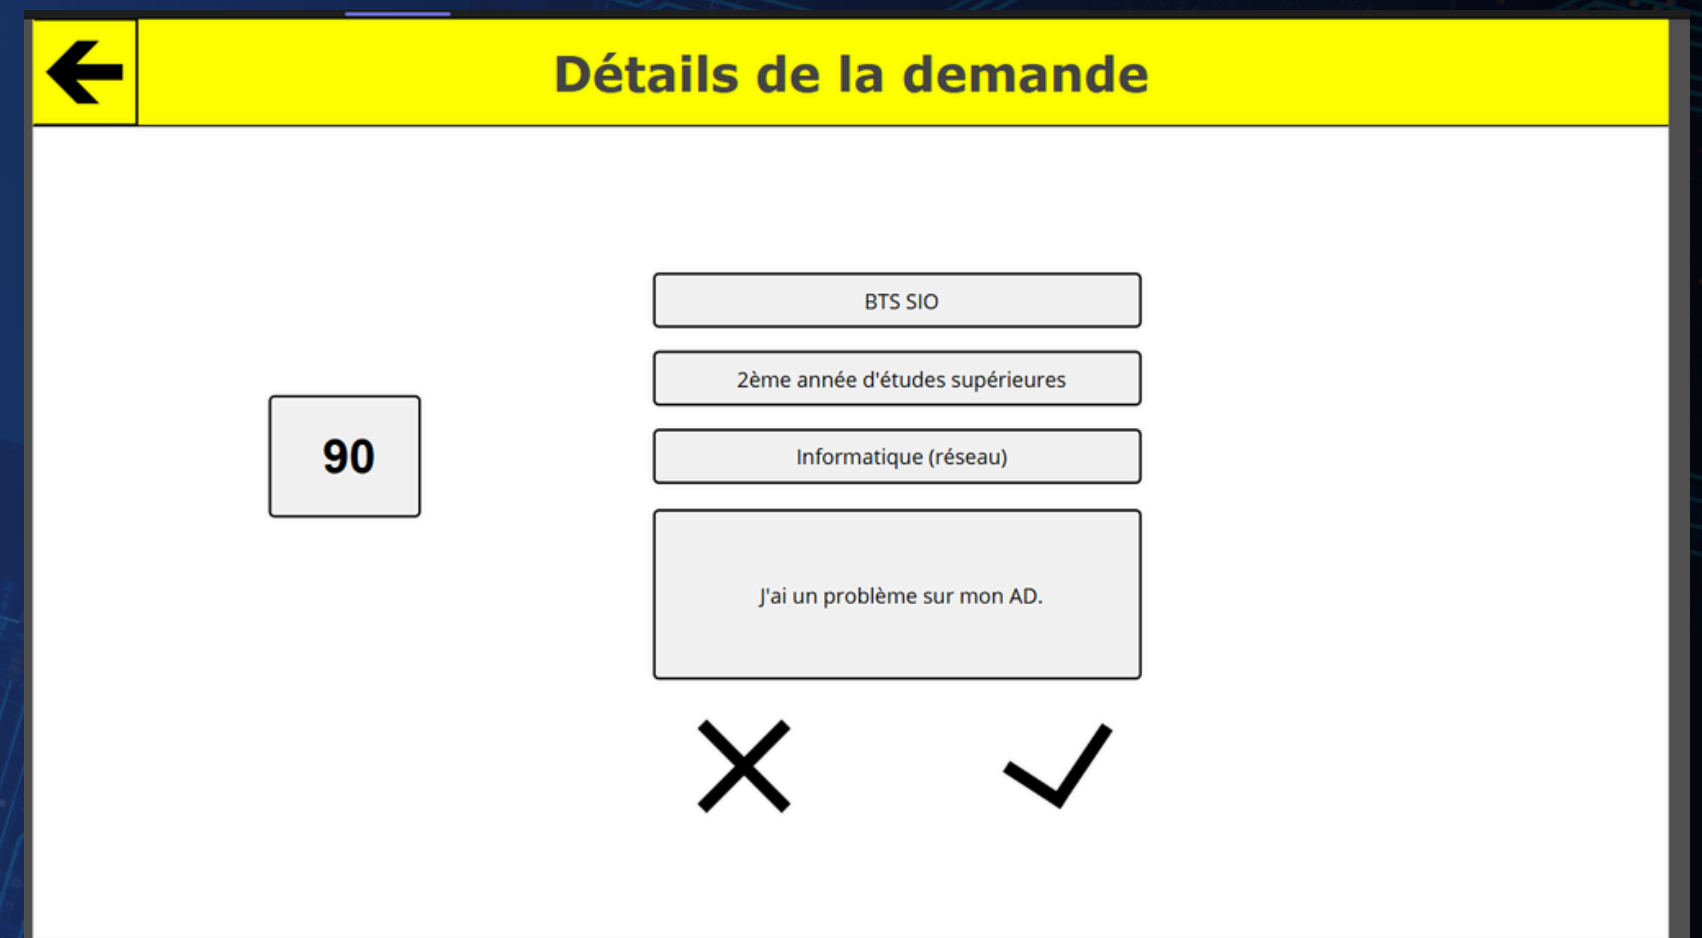 Détails de la demande
90
BTS SIO
2ème année d'études supérieures
Informatique (réseau)
J'ai un problème sur mon AD.